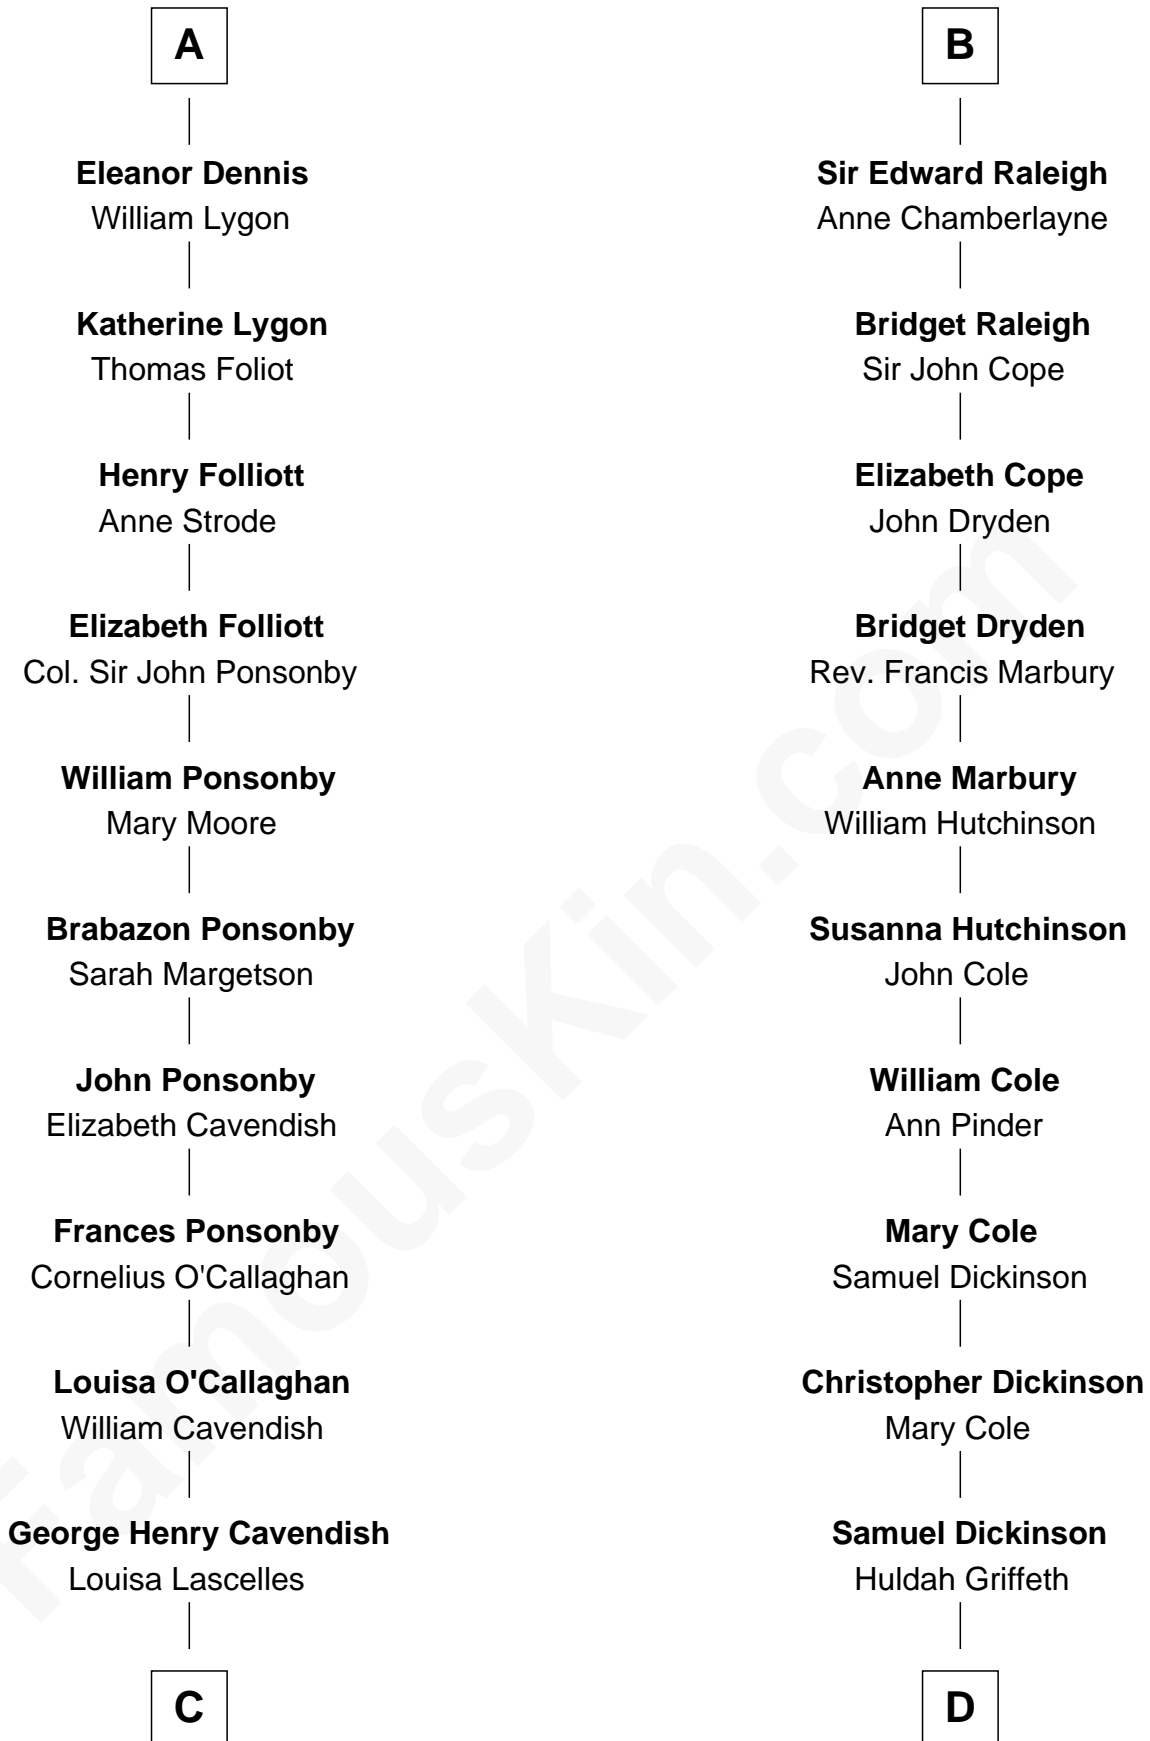 A
Eleanor Dennis
William Lygon
Katherine Lygon
Thomas Foliot
Henry Folliott
Anne Strode
Elizabeth Folliott
Col. Sir John Ponsonby
William Ponsonby
Mary Moore
Brabazon Ponsonby
Sarah Margetson
John Ponsonby
Elizabeth Cavendish
Frances Ponsonby
Cornelius O'Callaghan
Louisa O'Callaghan
William Cavendish
George Henry Cavendish
Louisa Lascelles
C
B
Sir Edward Raleigh
Anne Chamberlayne
Bridget Raleigh
Sir John Cope
Elizabeth Cope
John Dryden
Bridget Dryden
Rev. Francis Marbury
Anne Marbury
William Hutchinson
Susanna Hutchinson
John Cole
William Cole
Ann Pinder
Mary Cole
Samuel Dickinson
Christopher Dickinson
Mary Cole
Samuel Dickinson
Huldah Griffeth
D
FamousKin.com